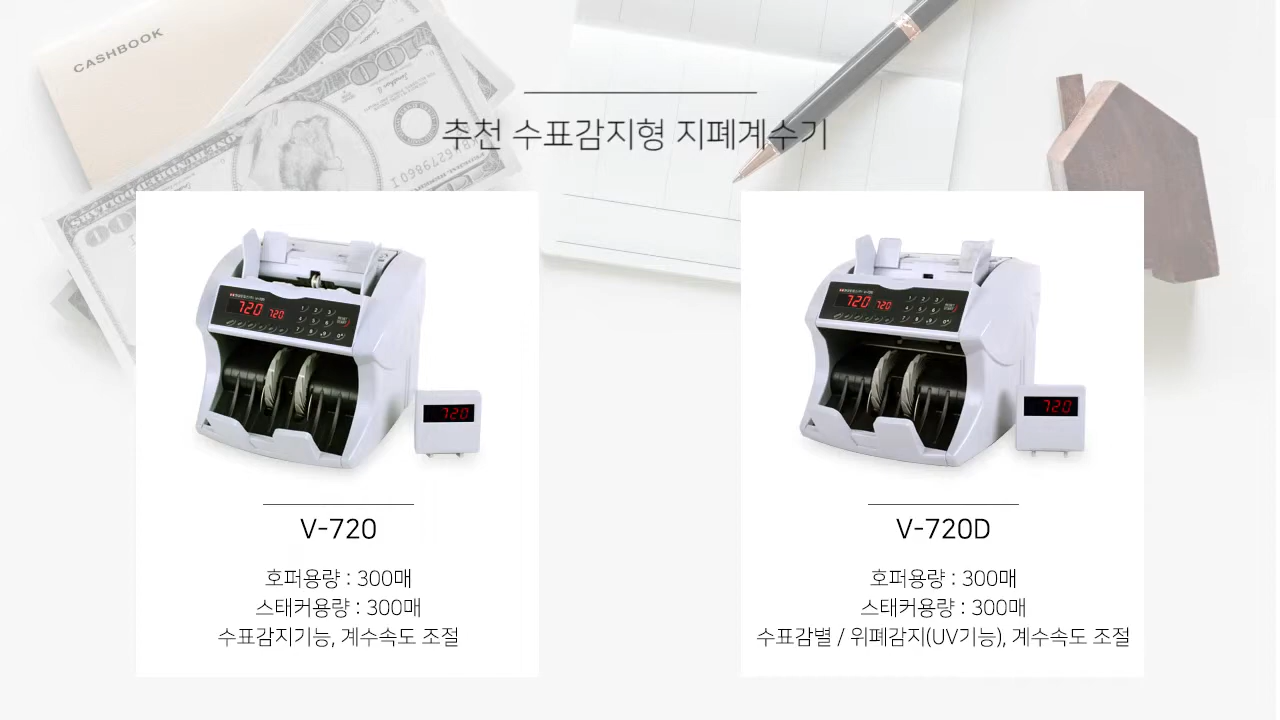 CASHBOOK
추천 수표감지형 지폐계수기
720 720
720
V-720
호퍼용량 : 300매
스태커용량 : 300매
수표감지기능, 계수속도 조절
720 720
720
V-720D
호퍼용량 : 300매
스태커용량 : 300매
수표감별 / 위폐감지(UV기능), 계수속도 조절